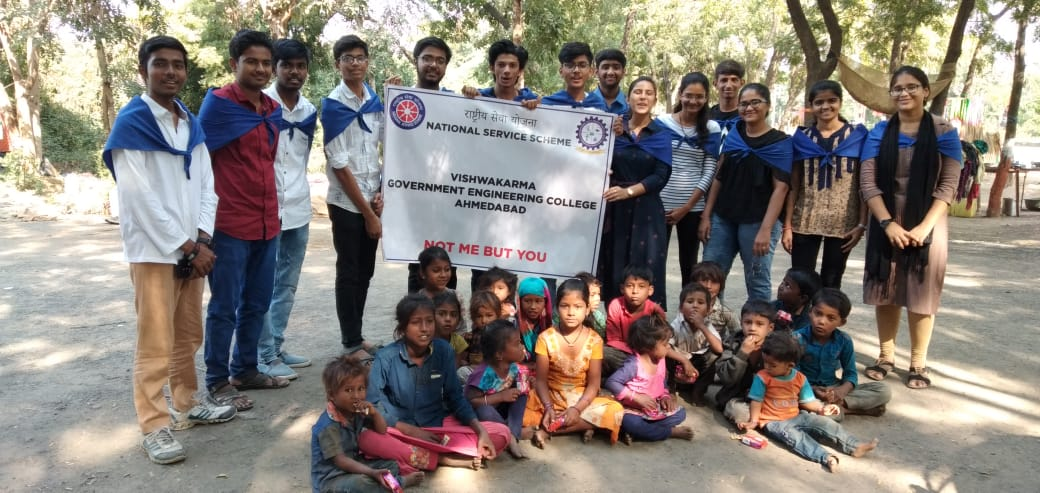 राष्ट्रीय सेवा योजना
NATIONAL SERVICE SCHEME
VISHWAKARMA
GOVERNMENT ENGINEERING COLLEGE
AHMEDABAD
NOT ME BUT YOU